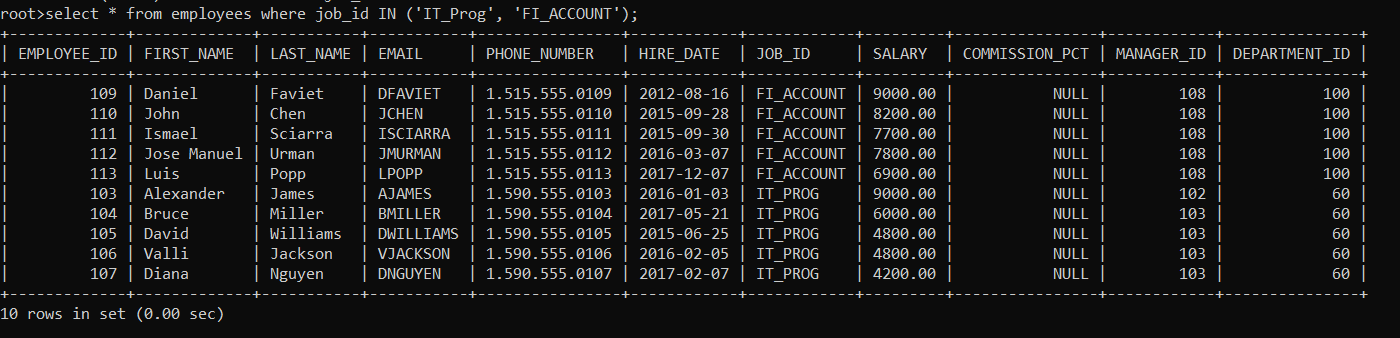 root>select * from employees where job_id IN ('IT_Prog', 'FI_ACCOUNT');
+-------------+-------------+-----------+-----------+----------------+------------+------------+---------+----------------+------------+---------------+
| EMPLOYEE_ID | FIRST_NAME  | LAST_NAME | EMAIL     | PHONE_NUMBER   | HIRE_DATE  | JOB_ID     | SALARY  | COMMISSION_PCT | MANAGER_ID | DEPARTMENT_ID |
+-------------+-------------+-----------+-----------+----------------+------------+------------+---------+----------------+------------+---------------+
|         109 | Daniel      | Faviet    | DFAVIET   | 1.515.555.0109 | 2012-08-16 | FI_ACCOUNT | 9000.00 |           NULL |        108 |           100 |
|         110 | John        | Chen      | JCHEN     | 1.515.555.0110 | 2015-09-28 | FI_ACCOUNT | 8200.00 |           NULL |        108 |           100 |
|         111 | Ismael      | Sciarra   | ISCIARRA  | 1.515.555.0111 | 2015-09-30 | FI_ACCOUNT | 7700.00 |           NULL |        108 |           100 |
|         112 | Jose Manuel | Urman     | JMURMAN   | 1.515.555.0112 | 2016-03-07 | FI_ACCOUNT | 7800.00 |           NULL |        108 |           100 |
|         113 | Luis        | Popp      | LPOPP     | 1.515.555.0113 | 2017-12-07 | FI_ACCOUNT | 6900.00 |           NULL |        108 |           100 |
|         103 | Alexander   | James     | AJAMES    | 1.590.555.0103 | 2016-01-03 | IT_PROG    | 9000.00 |           NULL |        102 |            60 |
|         104 | Bruce       | Miller    | BMILLER   | 1.590.555.0104 | 2017-05-21 | IT_PROG    | 6000.00 |           NULL |        103 |            60 |
|         105 | David       | Williams  | DWILLIAMS | 1.590.555.0105 | 2015-06-25 | IT_PROG    | 4800.00 |           NULL |        103 |            60 |
|         106 | Valli       | Jackson   | VJACKSON  | 1.590.555.0106 | 2016-02-05 | IT_PROG    | 4800.00 |           NULL |        103 |            60 |
|         107 | Diana       | Nguyen    | DNGUYEN   | 1.590.555.0107 | 2017-02-07 | IT_PROG    | 4200.00 |           NULL |        103 |            60 |
+-------------+-------------+-----------+-----------+----------------+------------+------------+---------+----------------+------------+---------------+
10 rows in set (0.00 sec)